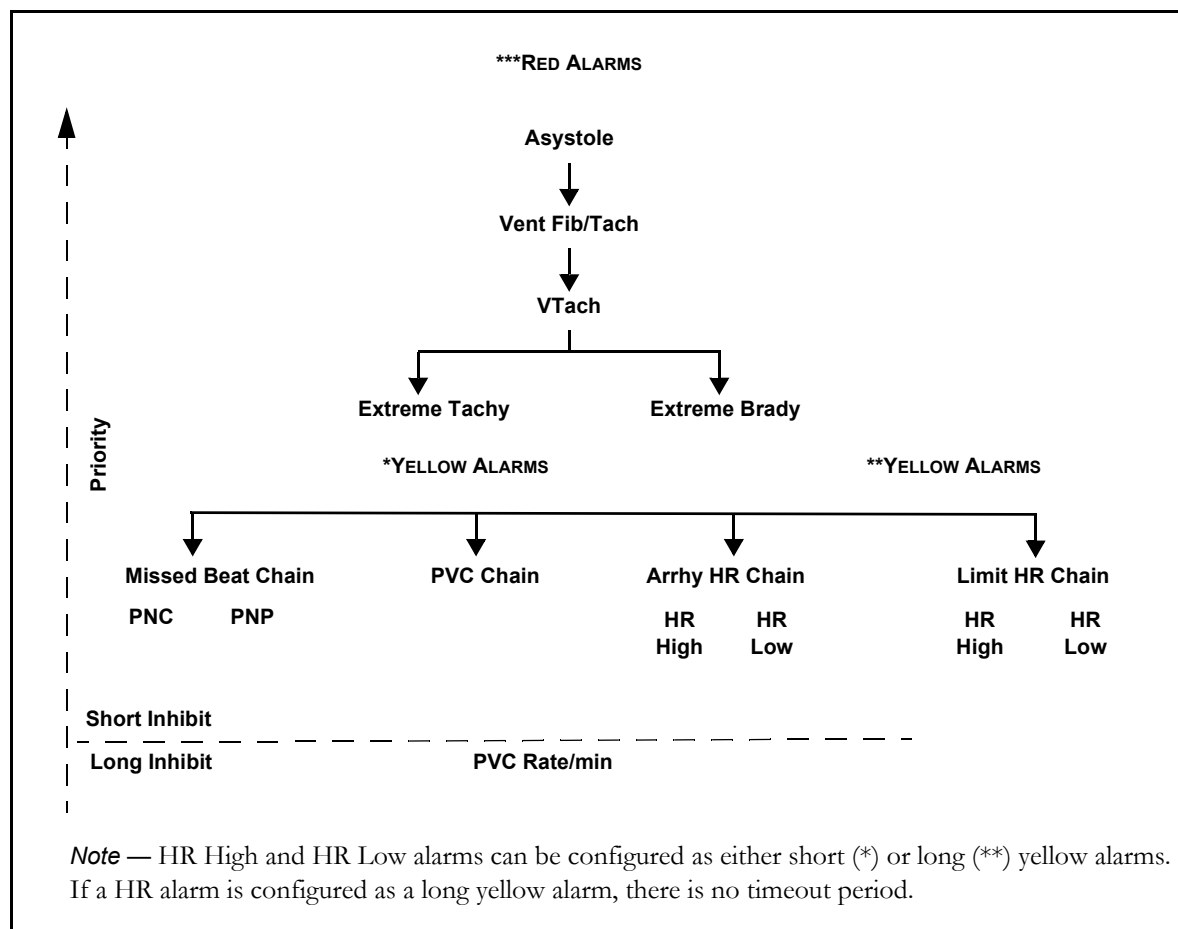 ***RED ALARMS
Asystole
Vent Fib/Tach
VTach
Extreme Tachy Extreme Brady
Priority
*YELLOW ALARMS **YELLOW ALARMS
Missed Beat Chain PVC Chain Arrhy HR Chain Limit HR Chain
PNC PNP HR HR HR HR
High Low High Low
Short Inhibit
Long Inhibit PVC Rate/min
Note — HR High and HR Low alarms can be configured as either short (*) or long (**) yellow alarms.
If a HR alarm is configured as a long yellow alarm, there is no timeout period.